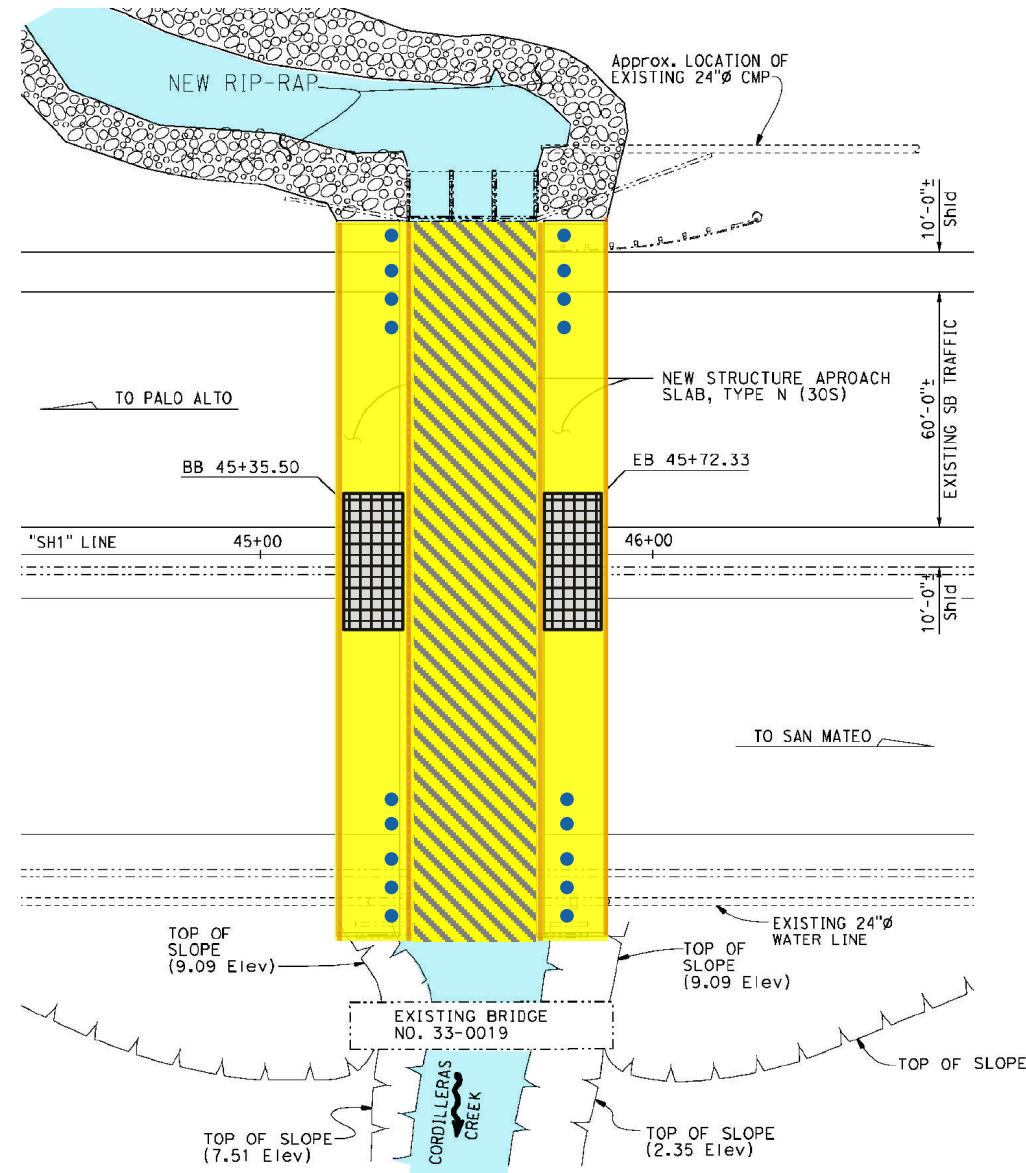 Approx. LOCATION OF
EXISTING 24"Ø CMP
NEW RIP-RAP
10'-0"±
Shld
TO PALO ALTO
NEW STRUCTURE APROACH
SLAB, TYPE N (30S)
60'-0"±
EXISTING SB TRAFFIC
BB 45+35.50
EB 45+72.33
"SH1" LINE
45+00
46+00
10'-0"±
Shld
TO SAN MATEO
EXISTING 24"Ø
WATER LINE
TOP OF
SLOPE
(9.09 Elev)
TOP OF
SLOPE
(9.09 Elev)
EXISTING BRIDGE
NO. 33-0019
TOP OF SLOPE
CORDILLERAS
CREEK
TOP OF SLOPE
(7.51 Elev)
TOP OF SLOPE
(2.35 Elev)